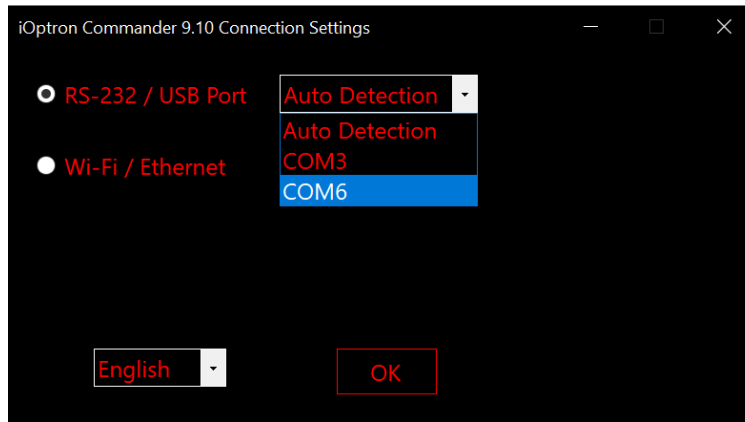 iOptron Commander 9.10 Connection Settings
RS-232 / USB Port
Auto Detection
Auto Detection
COM3
COM6
Wi-Fi / Ethernet
English
OK